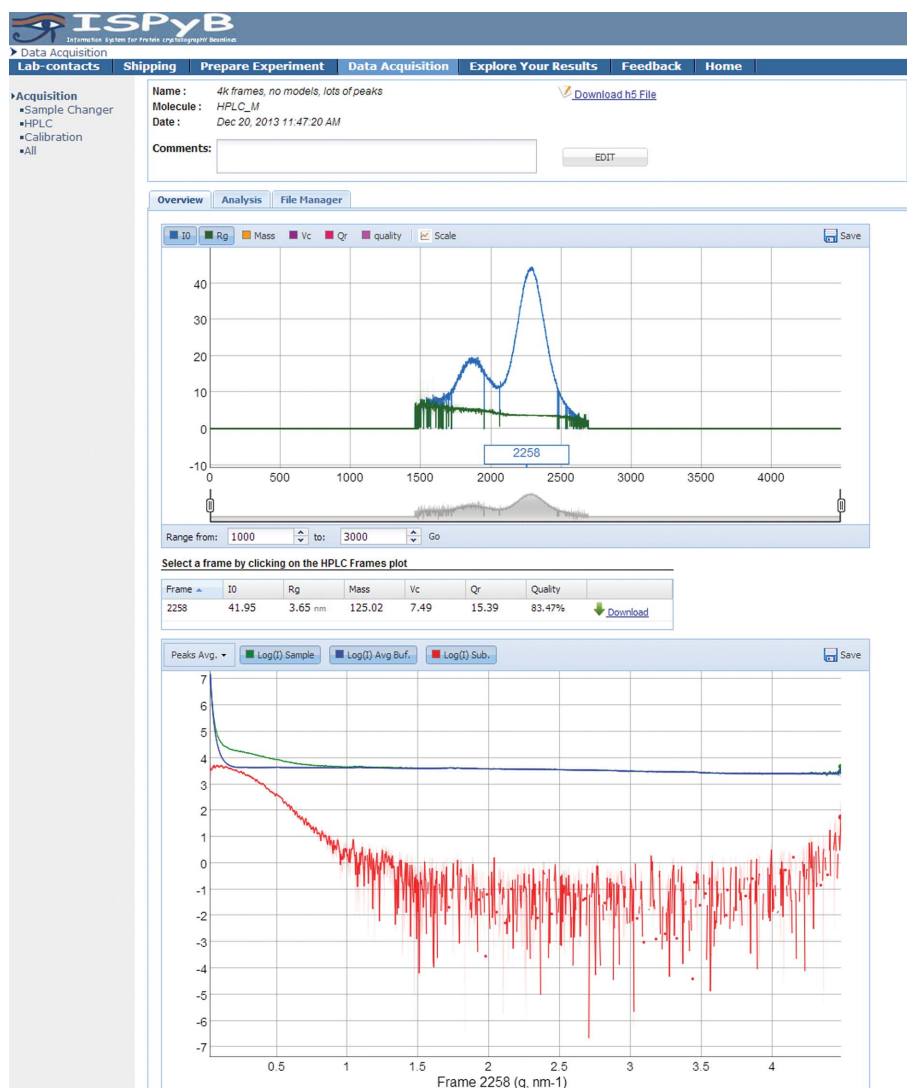 ISPyB
Information System for Protein crystallography Beamlines
Data Acquisition
Lab-contacts Shipping Prepare Experiment Data Acquisition Explore Your Results Feedback Home
Acquisition
Sample Changer
HPLC
Calibration
All
Name : 4k frames, no models, lots of peaks Download h5 File
Molecule : HPLC_M
Date : Dec 20, 2013 11:47:20 AM
Comments: EDIT
Overview Analysis File Manager
I0 Rg Mass Vc Qr quality Scale Save
40
30
20
10
0
2258
-10
0 500 1000 1500 2000 2500 3000 3500 4000
Range from: 1000 to: 3000 Go
Select a frame by clicking on the HPLC Frames plot
Frame I0 Rg Mass Vc Qr Quality
2258 41.95 3.65 nm 125.02 7.49 15.39 83.47% Download
Peaks Avg. Log(I) Sample Log(I) Avg Buf. Log(I) Sub. Save
7
6
5
4
3
2
1
0
-1
-2
-3
-4
-5
-6
-7
0.5 1 1.5 2 2.5 3 3.5 4
Frame 2258 (q, nm-1)